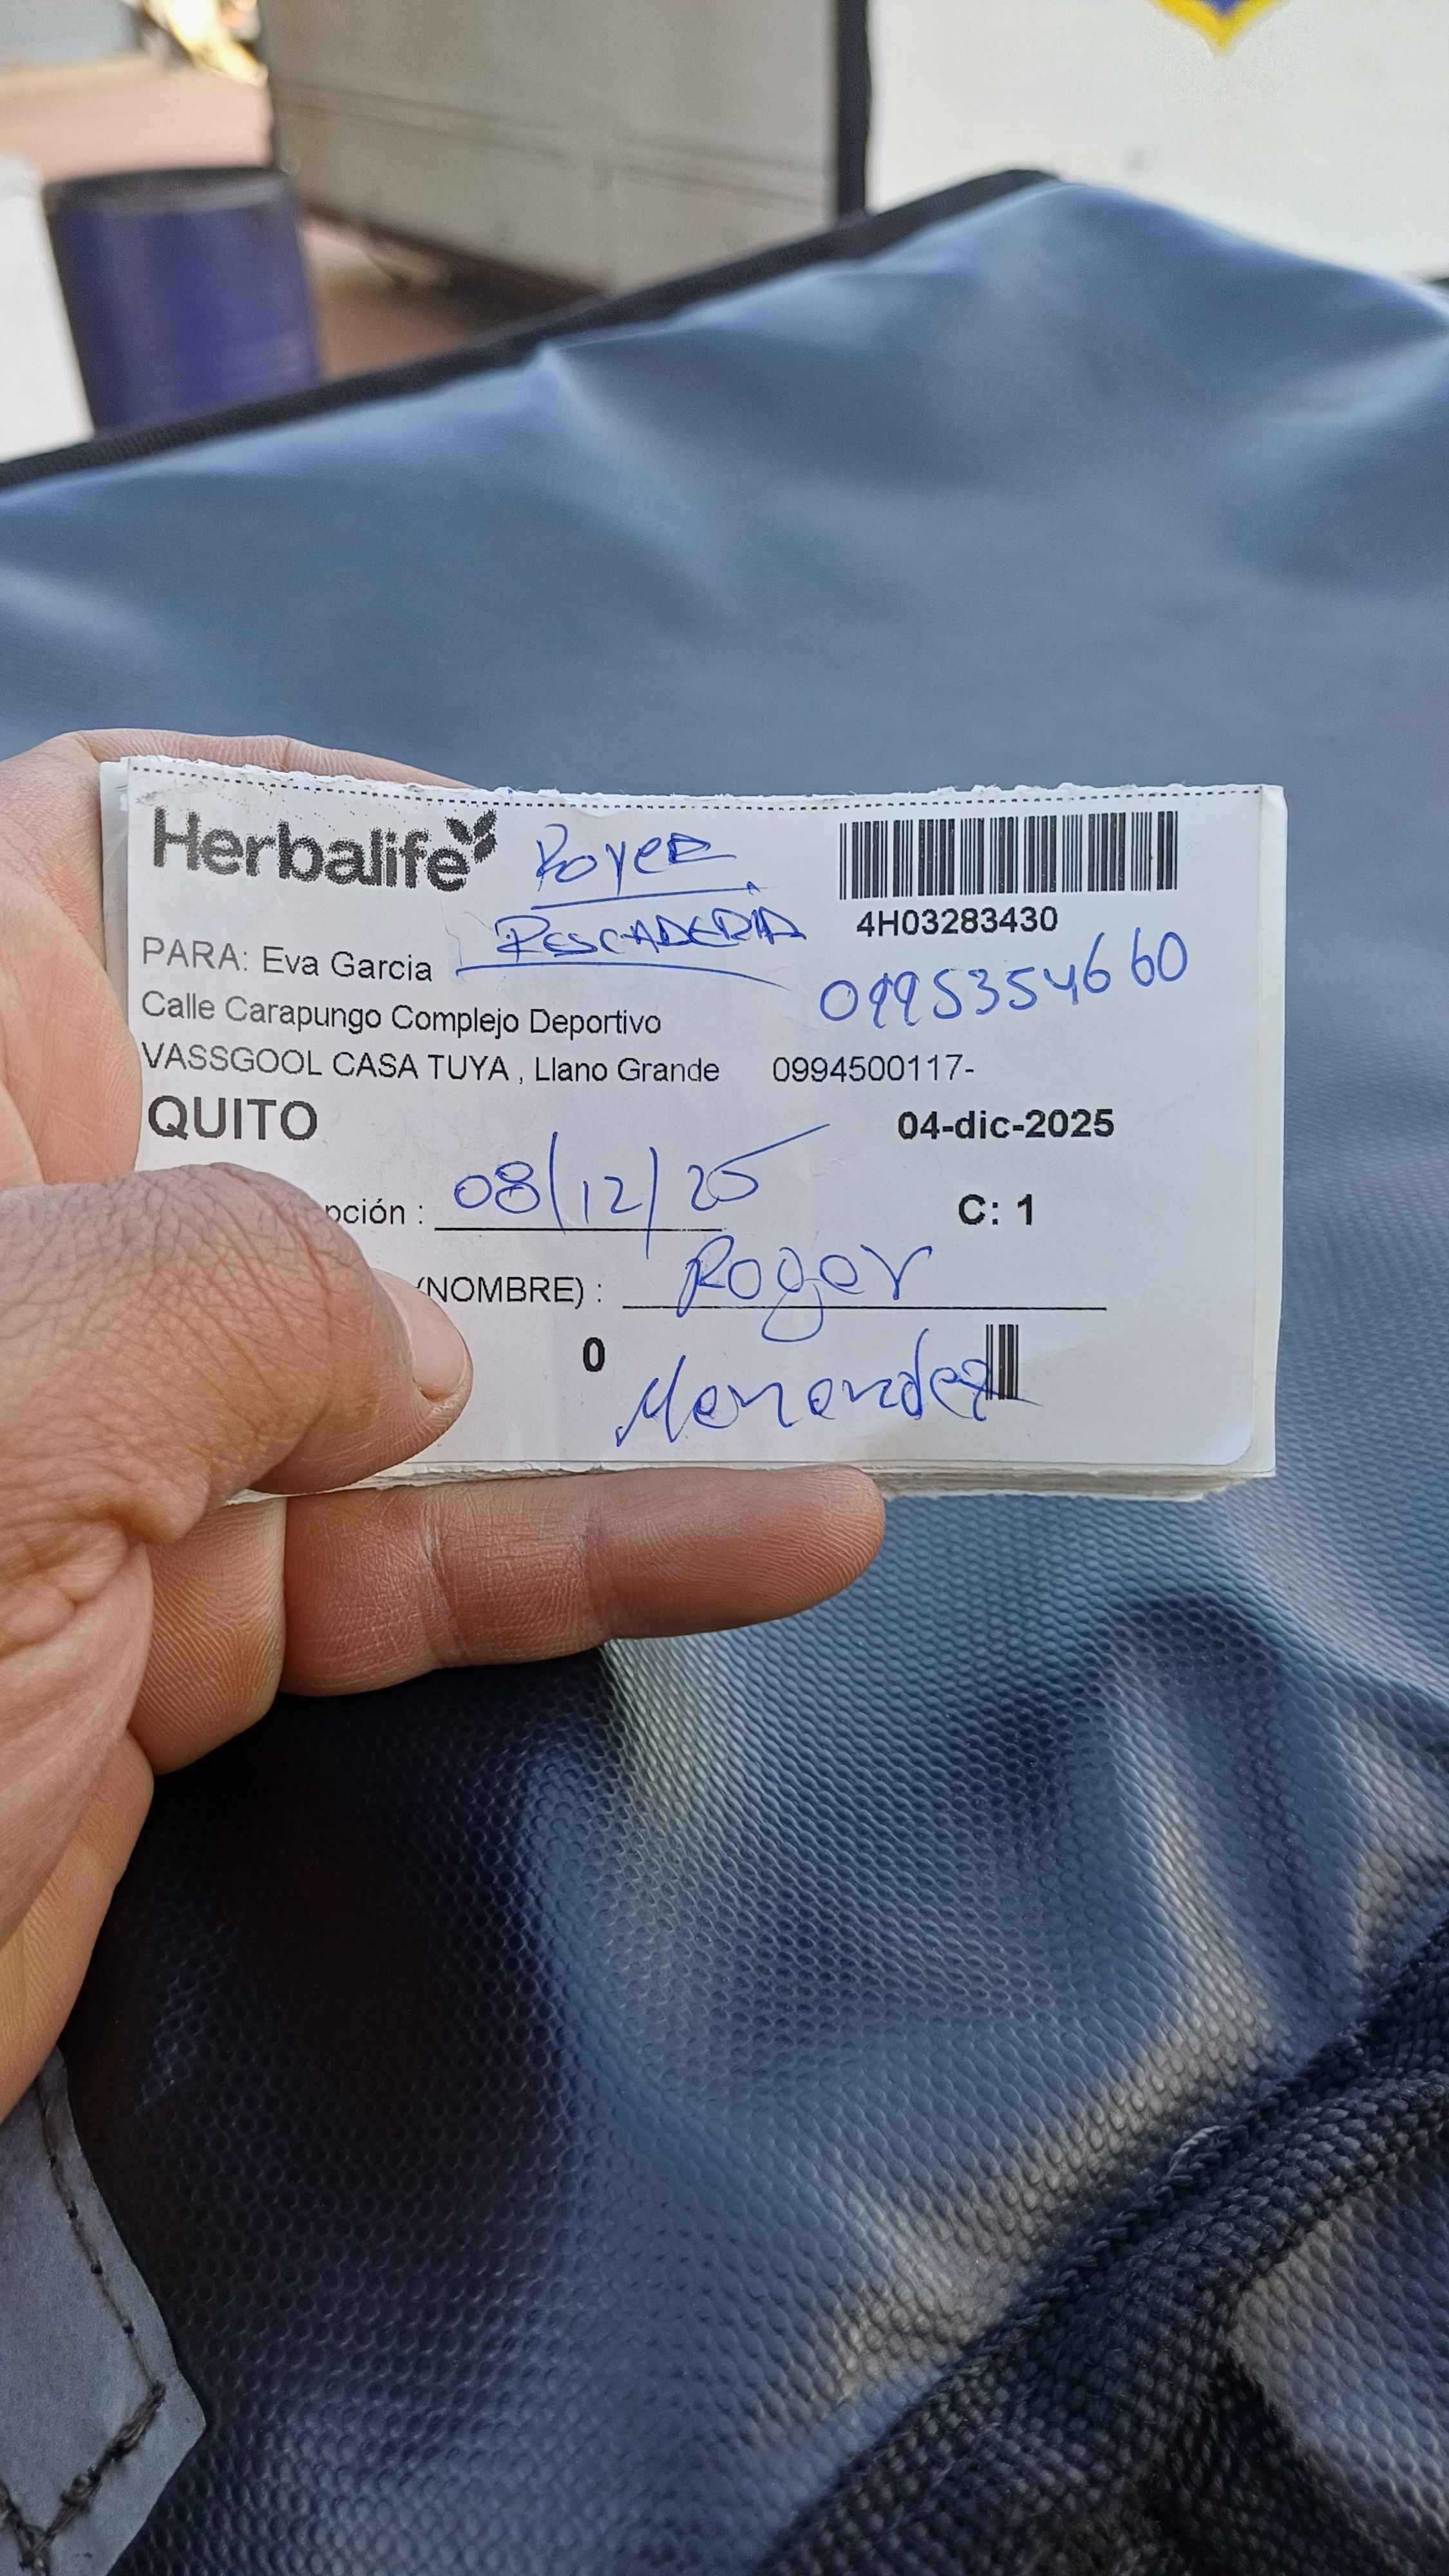 Herbalife
Royer
PESCADERIA
4H03283430
PARA: Eva Garcia
0995354660
Calle Carapungo Complejo Deportivo
VASSGOOL CASA TUYA , Llano Grande 0994500117-
QUITO 04-dic-2025
pción : 08/12/25 C: 1
(NOMBRE) : Roger
0 Menendez